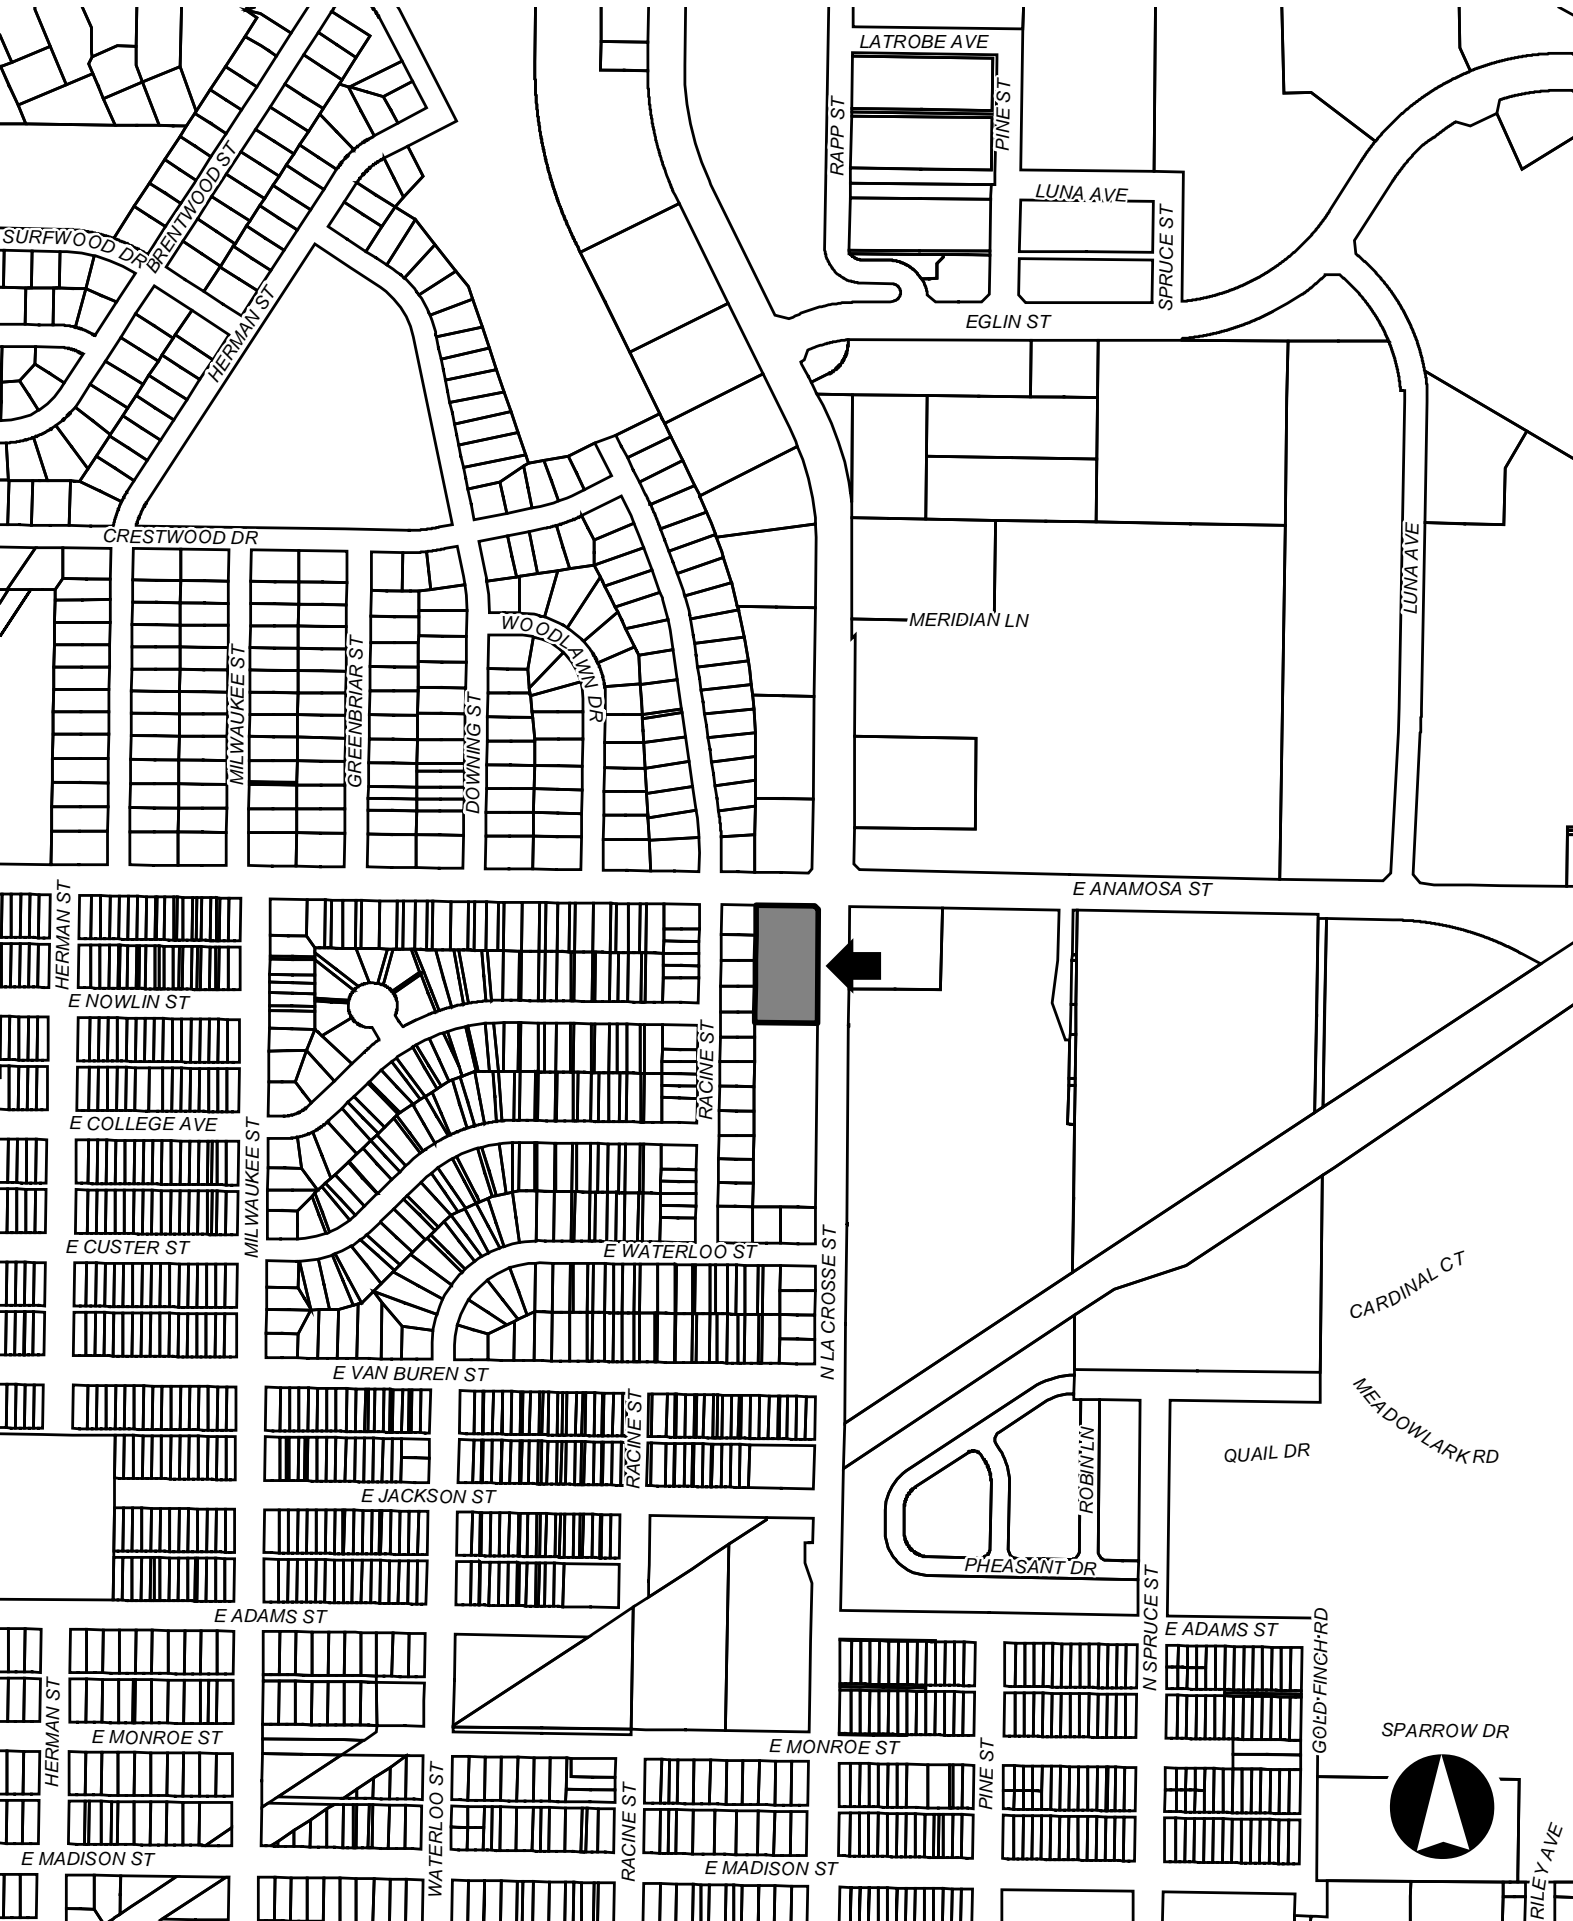 LATROBE AVE
RAPP ST
PINE ST
BRENTWOOD ST
LUNA AVE
SURFWOOD DR
SPRUCE ST
HERMAN ST
EGLIN ST
CRESTWOOD DR
LUNA AVE
MERIDIAN LN
WOODLAWN DR
MILWAUKEE ST
GREENBRIAR ST
DOWNING ST
E ANAMOSA ST
HERMAN ST
E NOWLIN ST
RACINE ST
E COLLEGE AVE
MILWAUKEE ST
E CUSTER ST
E WATERLOO ST
N LA CROSSE ST
CARDINAL CT
E VAN BUREN ST
RACINE ST
MEADOWLARK RD
QUAIL DR
ROBIN LN
E JACKSON ST
PHEASANT DR
E ADAMS ST
N SPRUCE ST
E ADAMS ST
GOLD FINCH RD
HERMAN ST
E MONROE ST
E MONROE ST
SPARROW DR
PINE ST
WATERLOO ST
RACINE ST
E MADISON ST
E MADISON ST
RILEY AVE